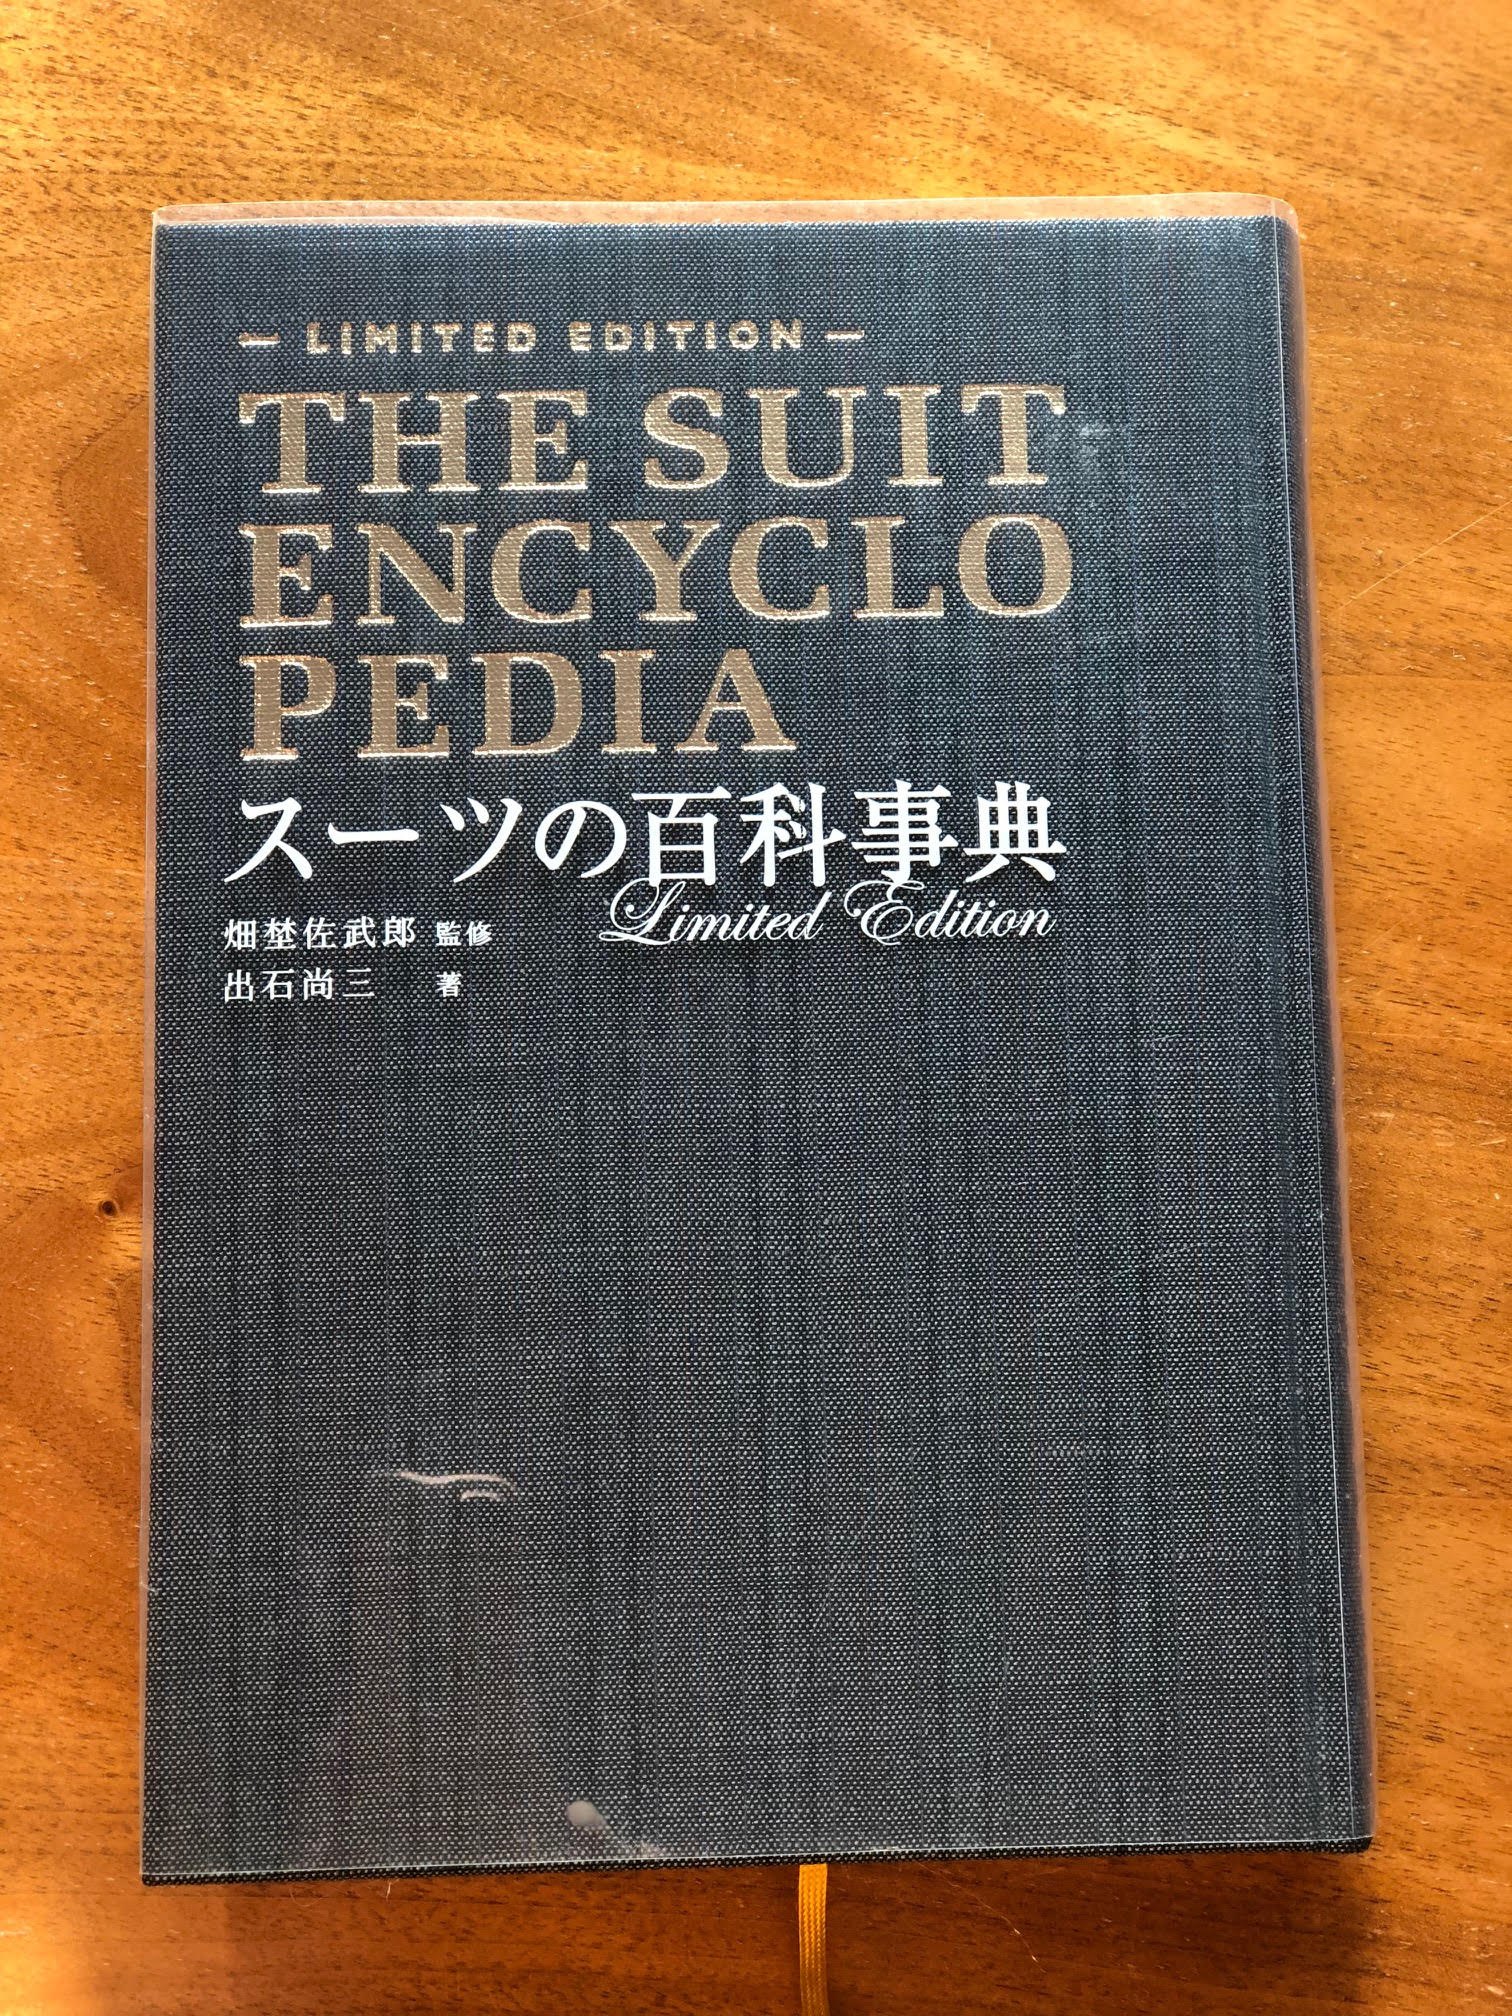 — LIMITED EDITION —
THE SUIT
ENCYCLO
PEDIA
スーツの百科事典
Limited Edition
畑埜佐武郎 監修
出石尚三 著